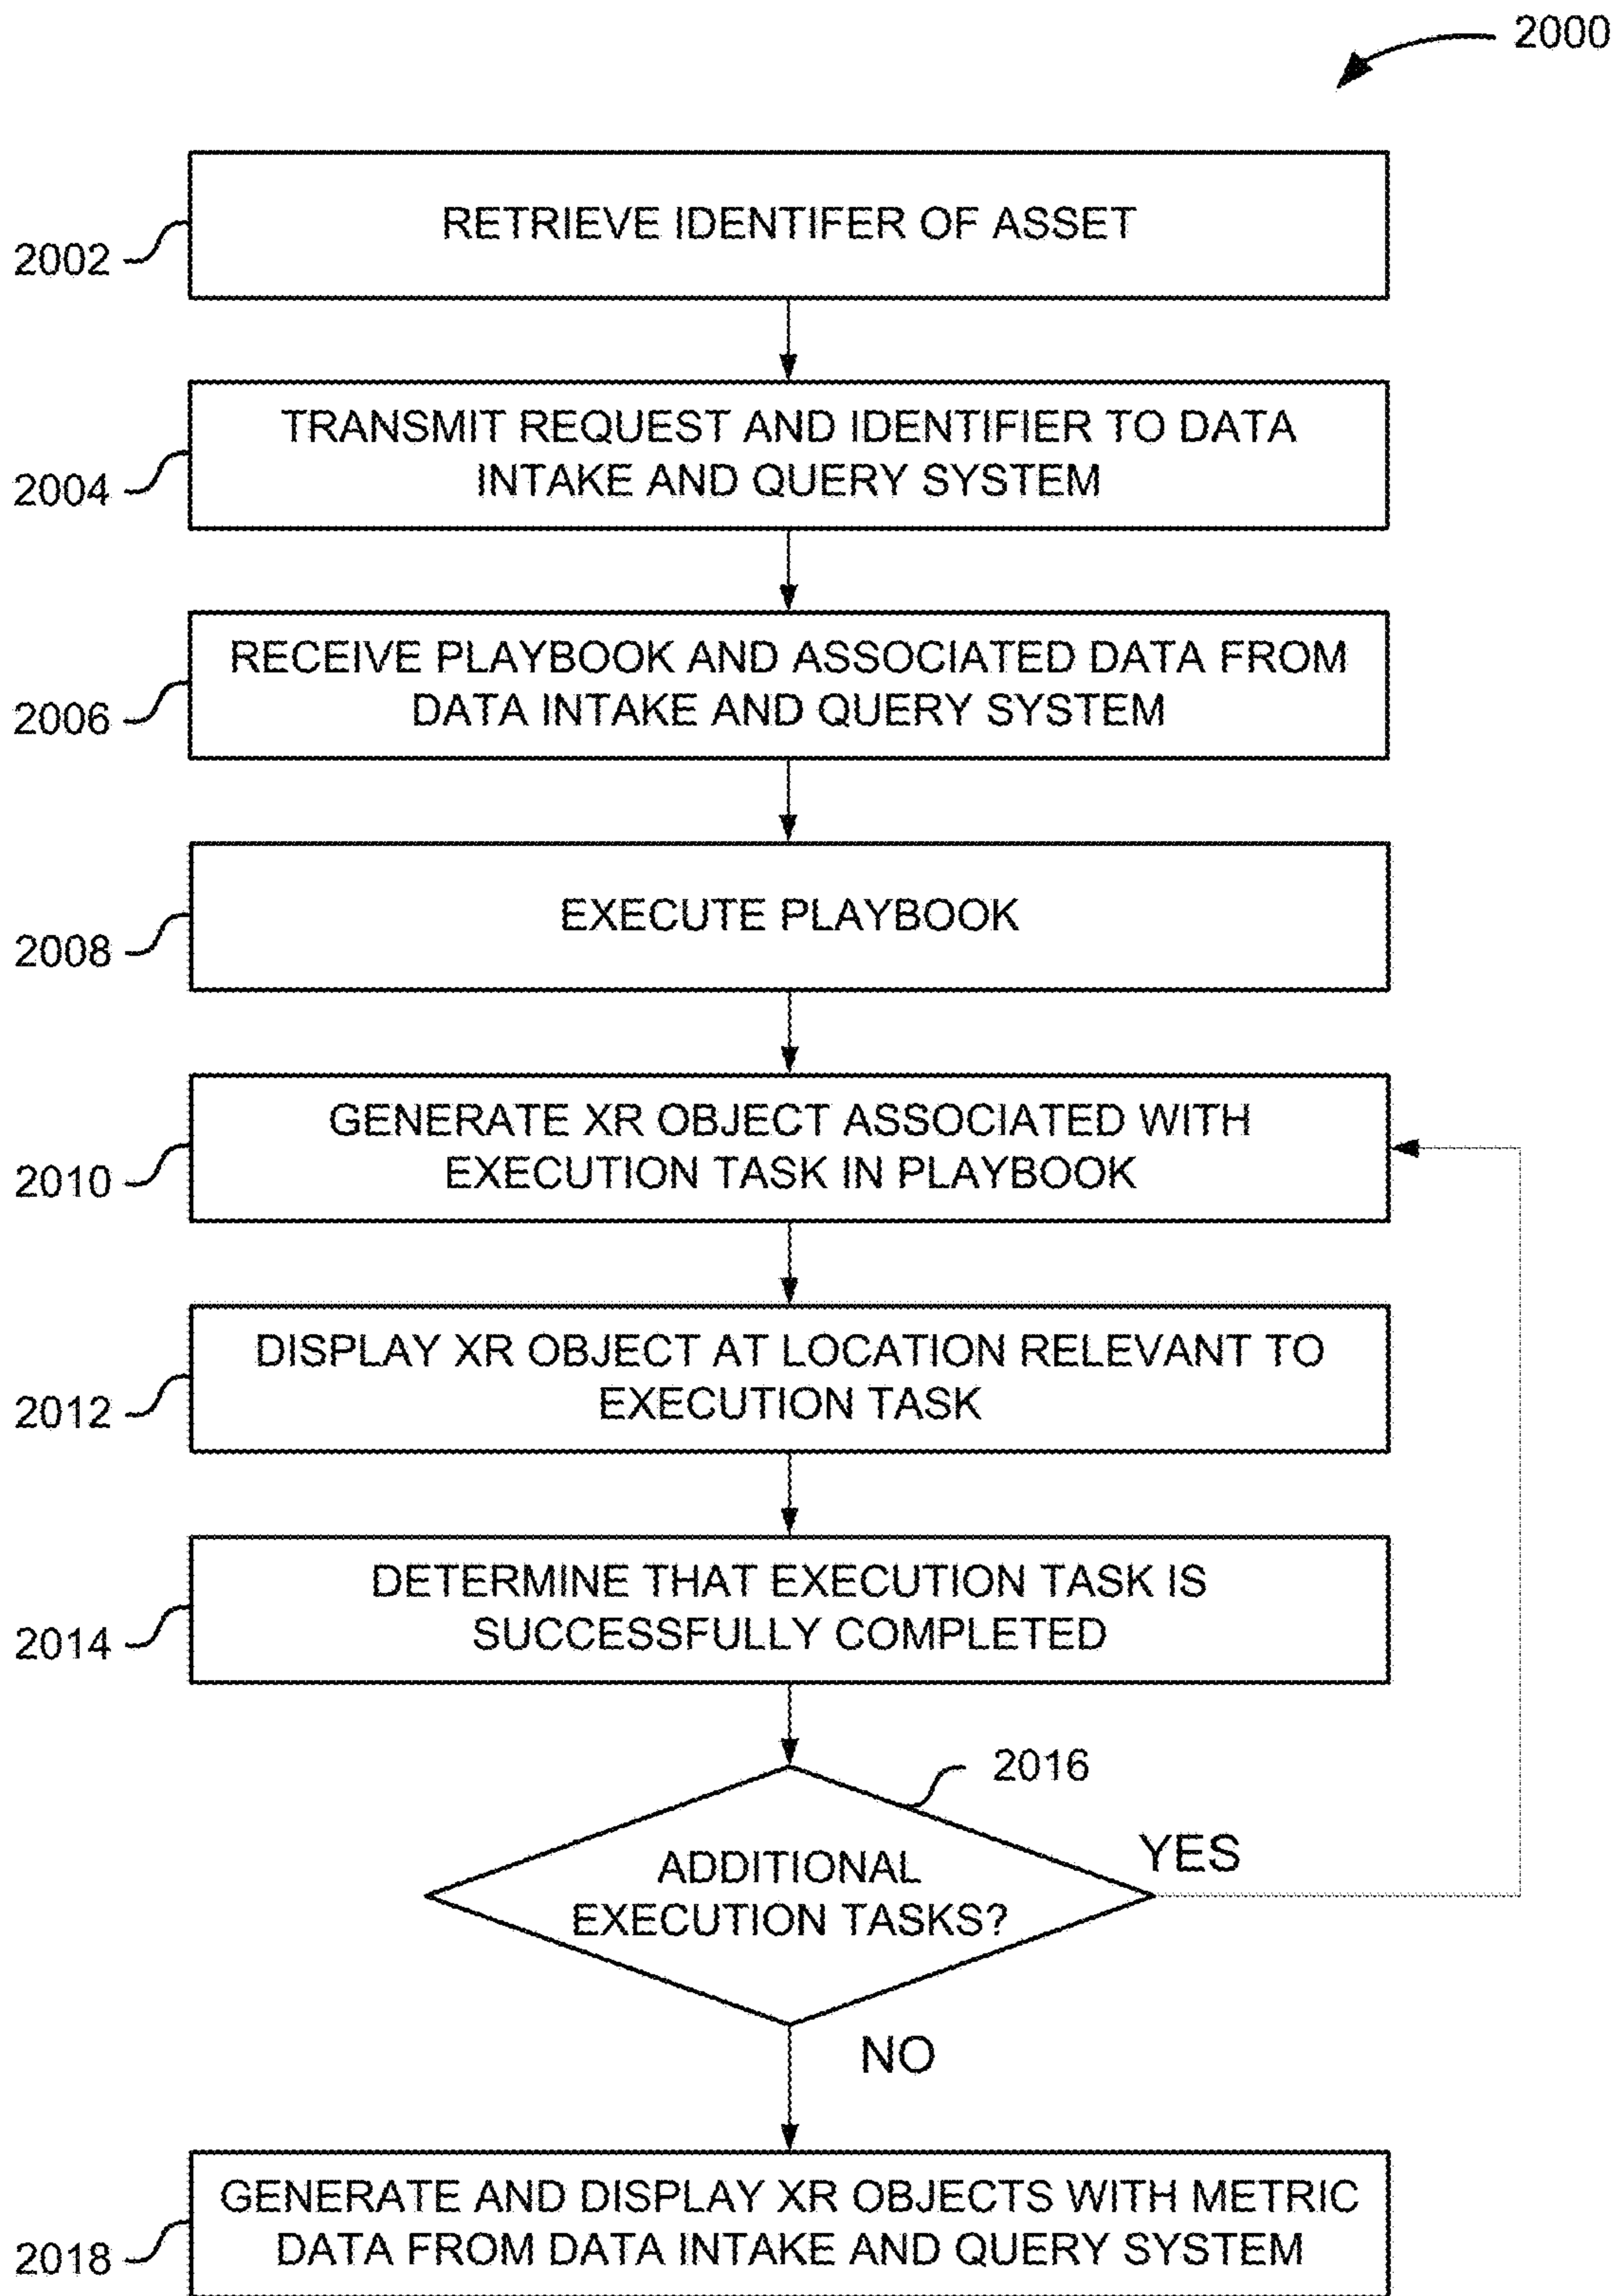 2000
RETRIEVE IDENTIFER OF ASSET
2002
TRANSMIT REQUEST AND IDENTIFIER TO DATA
INTAKE AND QUERY SYSTEM
2004
RECEIVE PLAYBOOK AND ASSOCIATED DATA FROM
DATA INTAKE AND QUERY SYSTEM
2006
EXECUTE PLAYBOOK
2008
GENERATE XR OBJECT ASSOCIATED WITH
EXECUTION TASK IN PLAYBOOK
2010
DISPLAY XR OBJECT AT LOCATION RELEVANT TO
EXECUTION TASK
2012
DETERMINE THAT EXECUTION TASK IS
SUCCESSFULLY COMPLETED
2014
2016
ADDITIONAL
EXECUTION TASKS?
YES
NO
GENERATE AND DISPLAY XR OBJECTS WITH METRIC
DATA FROM DATA INTAKE AND QUERY SYSTEM
2018